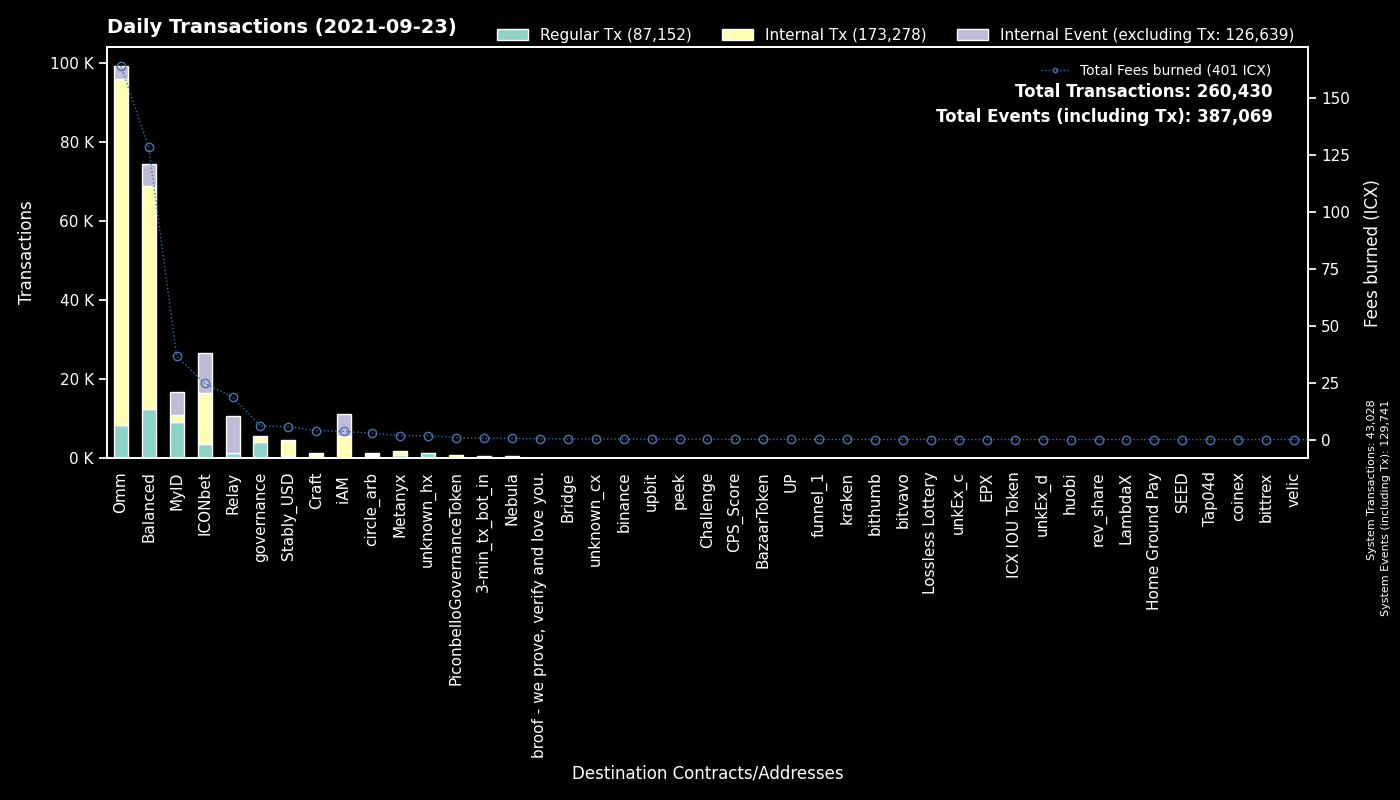 Daily Transactions (2021-09-23)
Regular Tx (87,152)
Internal Tx (173,278)
Internal Event (excluding Tx: 126,639)
Total Fees burned (401 ICX)
Total Transactions: 260,430
Total Events (including Tx): 387,069
Transactions
100 K
80 K
60 K
40 K
20 K
0 K
150
125
100
75
50
25
0
Fees burned (ICX)
System Transactions: 43,028
System Events (including Tx): 129,741
Omm
Balanced
MyID
ICONbet
Relay
governance
Stably_USD
Craft
iAM
circle_arb
Metanyx
unknown_hx
PiconbelloGovernanceToken
3-min_tx_bot_in
Nebula
broof - we prove, verify and love you.
Bridge
unknown_cx
binance
upbit
peek
Challenge
CPS_Score
BazaarToken
UP
funnel_1
kraken
bithumb
bitvavo
Lossless Lottery
unkEx_c
EPX
ICX IOU Token
unkEx_d
huobi
rev_share
LambdaX
Home Ground Pay
SEED
Tap04d
coinex
bittrex
velic
Destination Contracts/Addresses